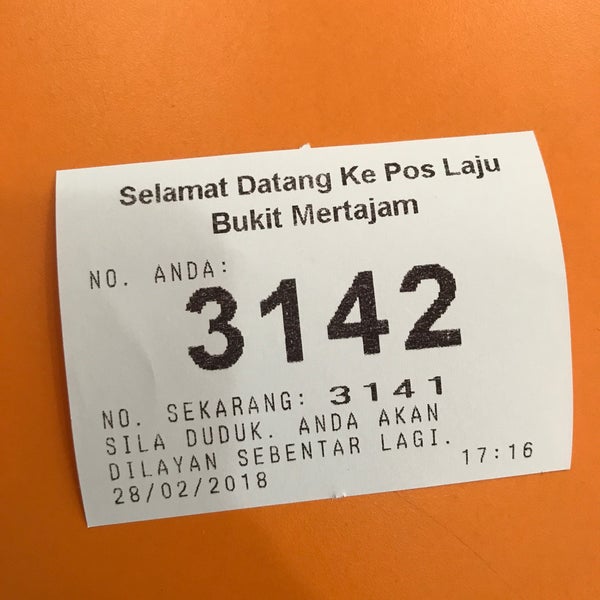 Selamat Datang Ke Pos Laju
Bukit Mertajam
NO. ANDA:
3142
NO. SEKARANG: 3141
SILA DUDUK. ANDA AKAN
DILAYAN SEBENTAR LAGI.
28/02/2018 17:16